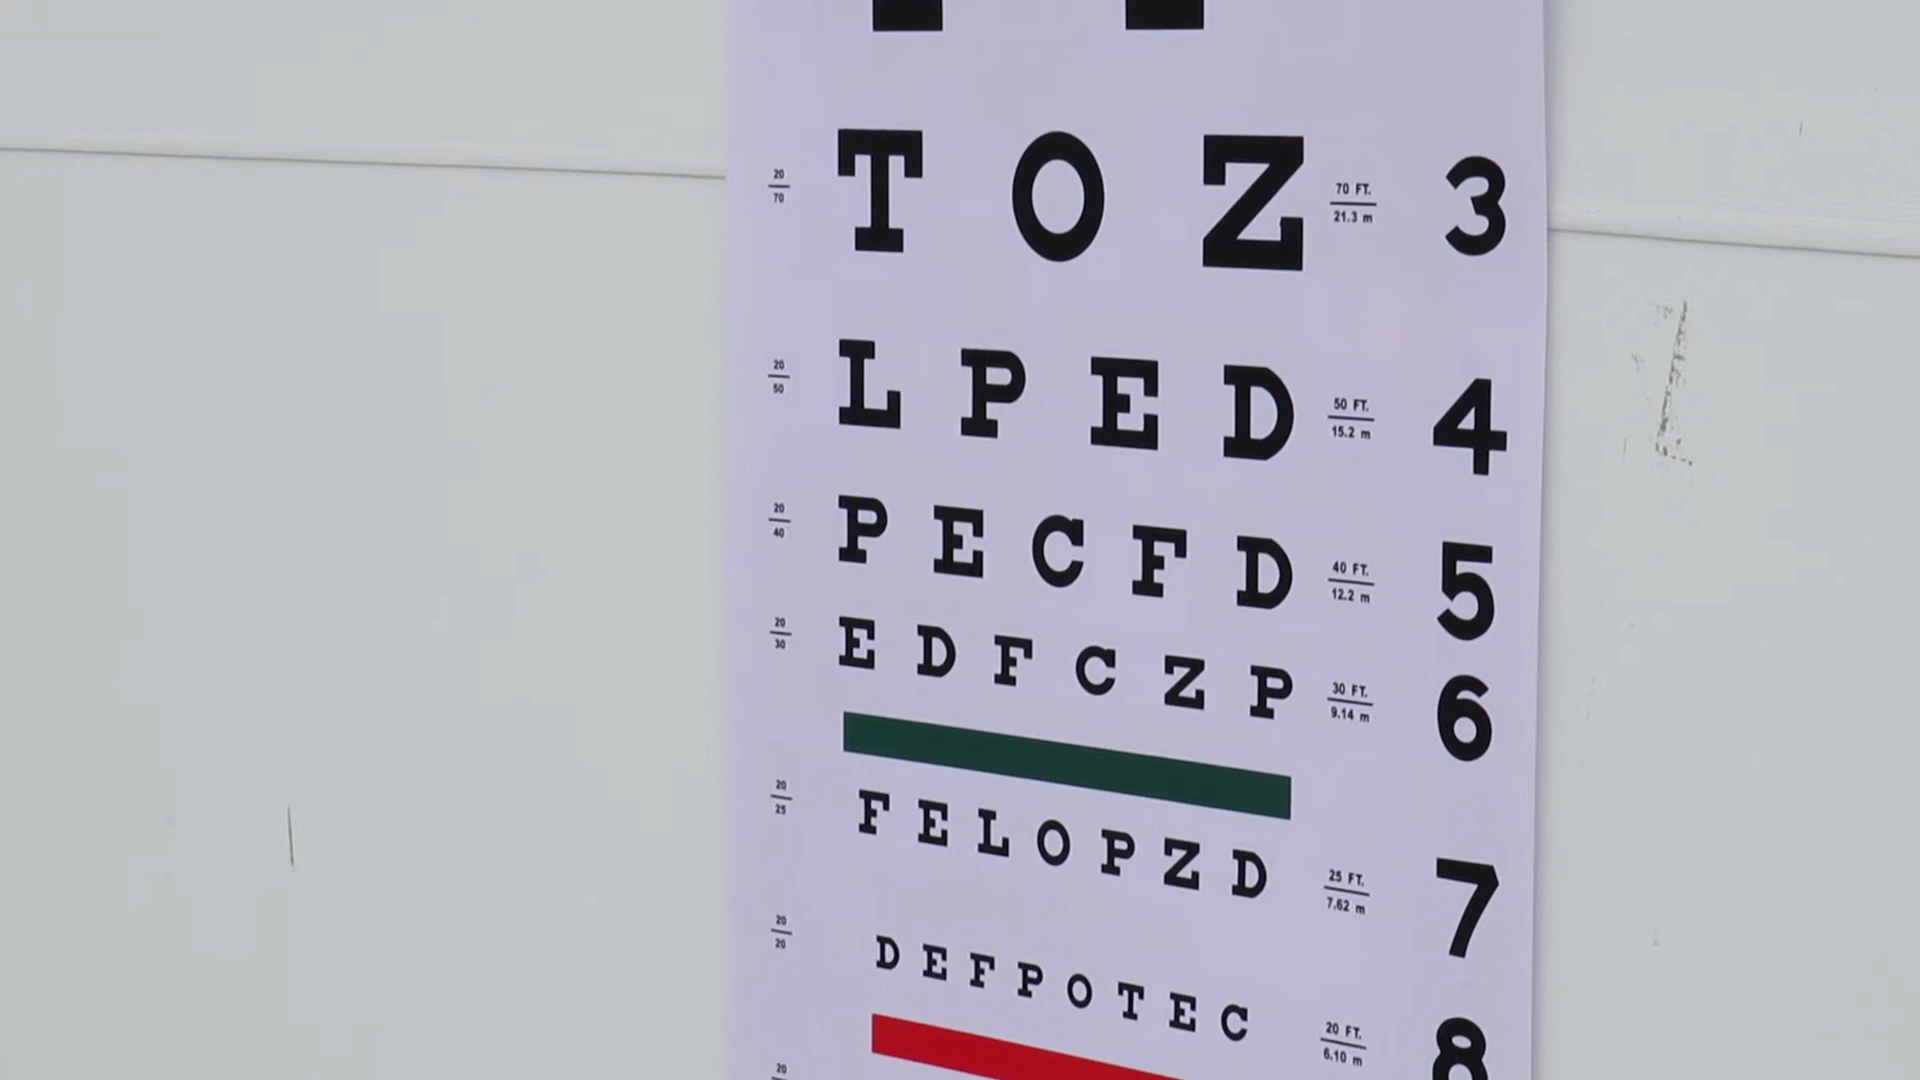 20/70 T O Z 70 FT. 21.3 m 3
20/50 L P E D 50 FT. 15.2 m 4
20/40 P E C F D 40 FT. 12.2 m 5
20/30 E D F C Z P 30 FT. 9.14 m 6
20/25 F E L O P Z D 25 FT. 7.62 m 7
20/20 D E F P O T E C 20 FT. 6.10 m 8
20